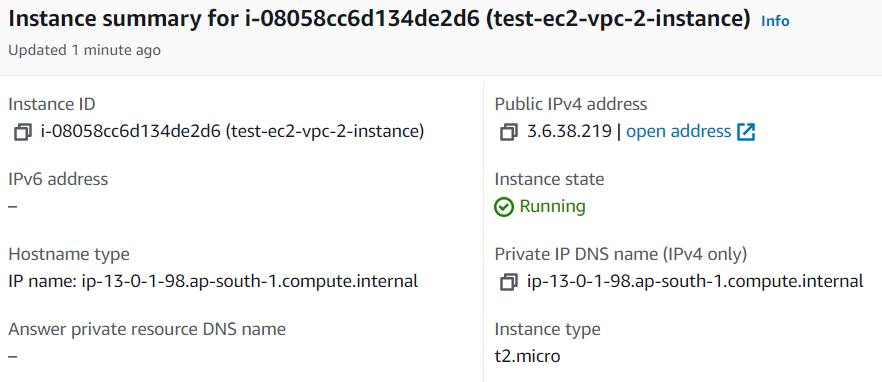 Instance summary for i-08058cc6d134de2d6 (test-ec2-vpc-2-instance) Info
Updated 1 minute ago
Instance ID
i-08058cc6d134de2d6 (test-ec2-vpc-2-instance)
Public IPv4 address
3.6.38.219 | open address
IPv6 address
–
Instance state
Running
Hostname type
IP name: ip-13-0-1-98.ap-south-1.compute.internal
Private IP DNS name (IPv4 only)
ip-13-0-1-98.ap-south-1.compute.internal
Answer private resource DNS name
–
Instance type
t2.micro